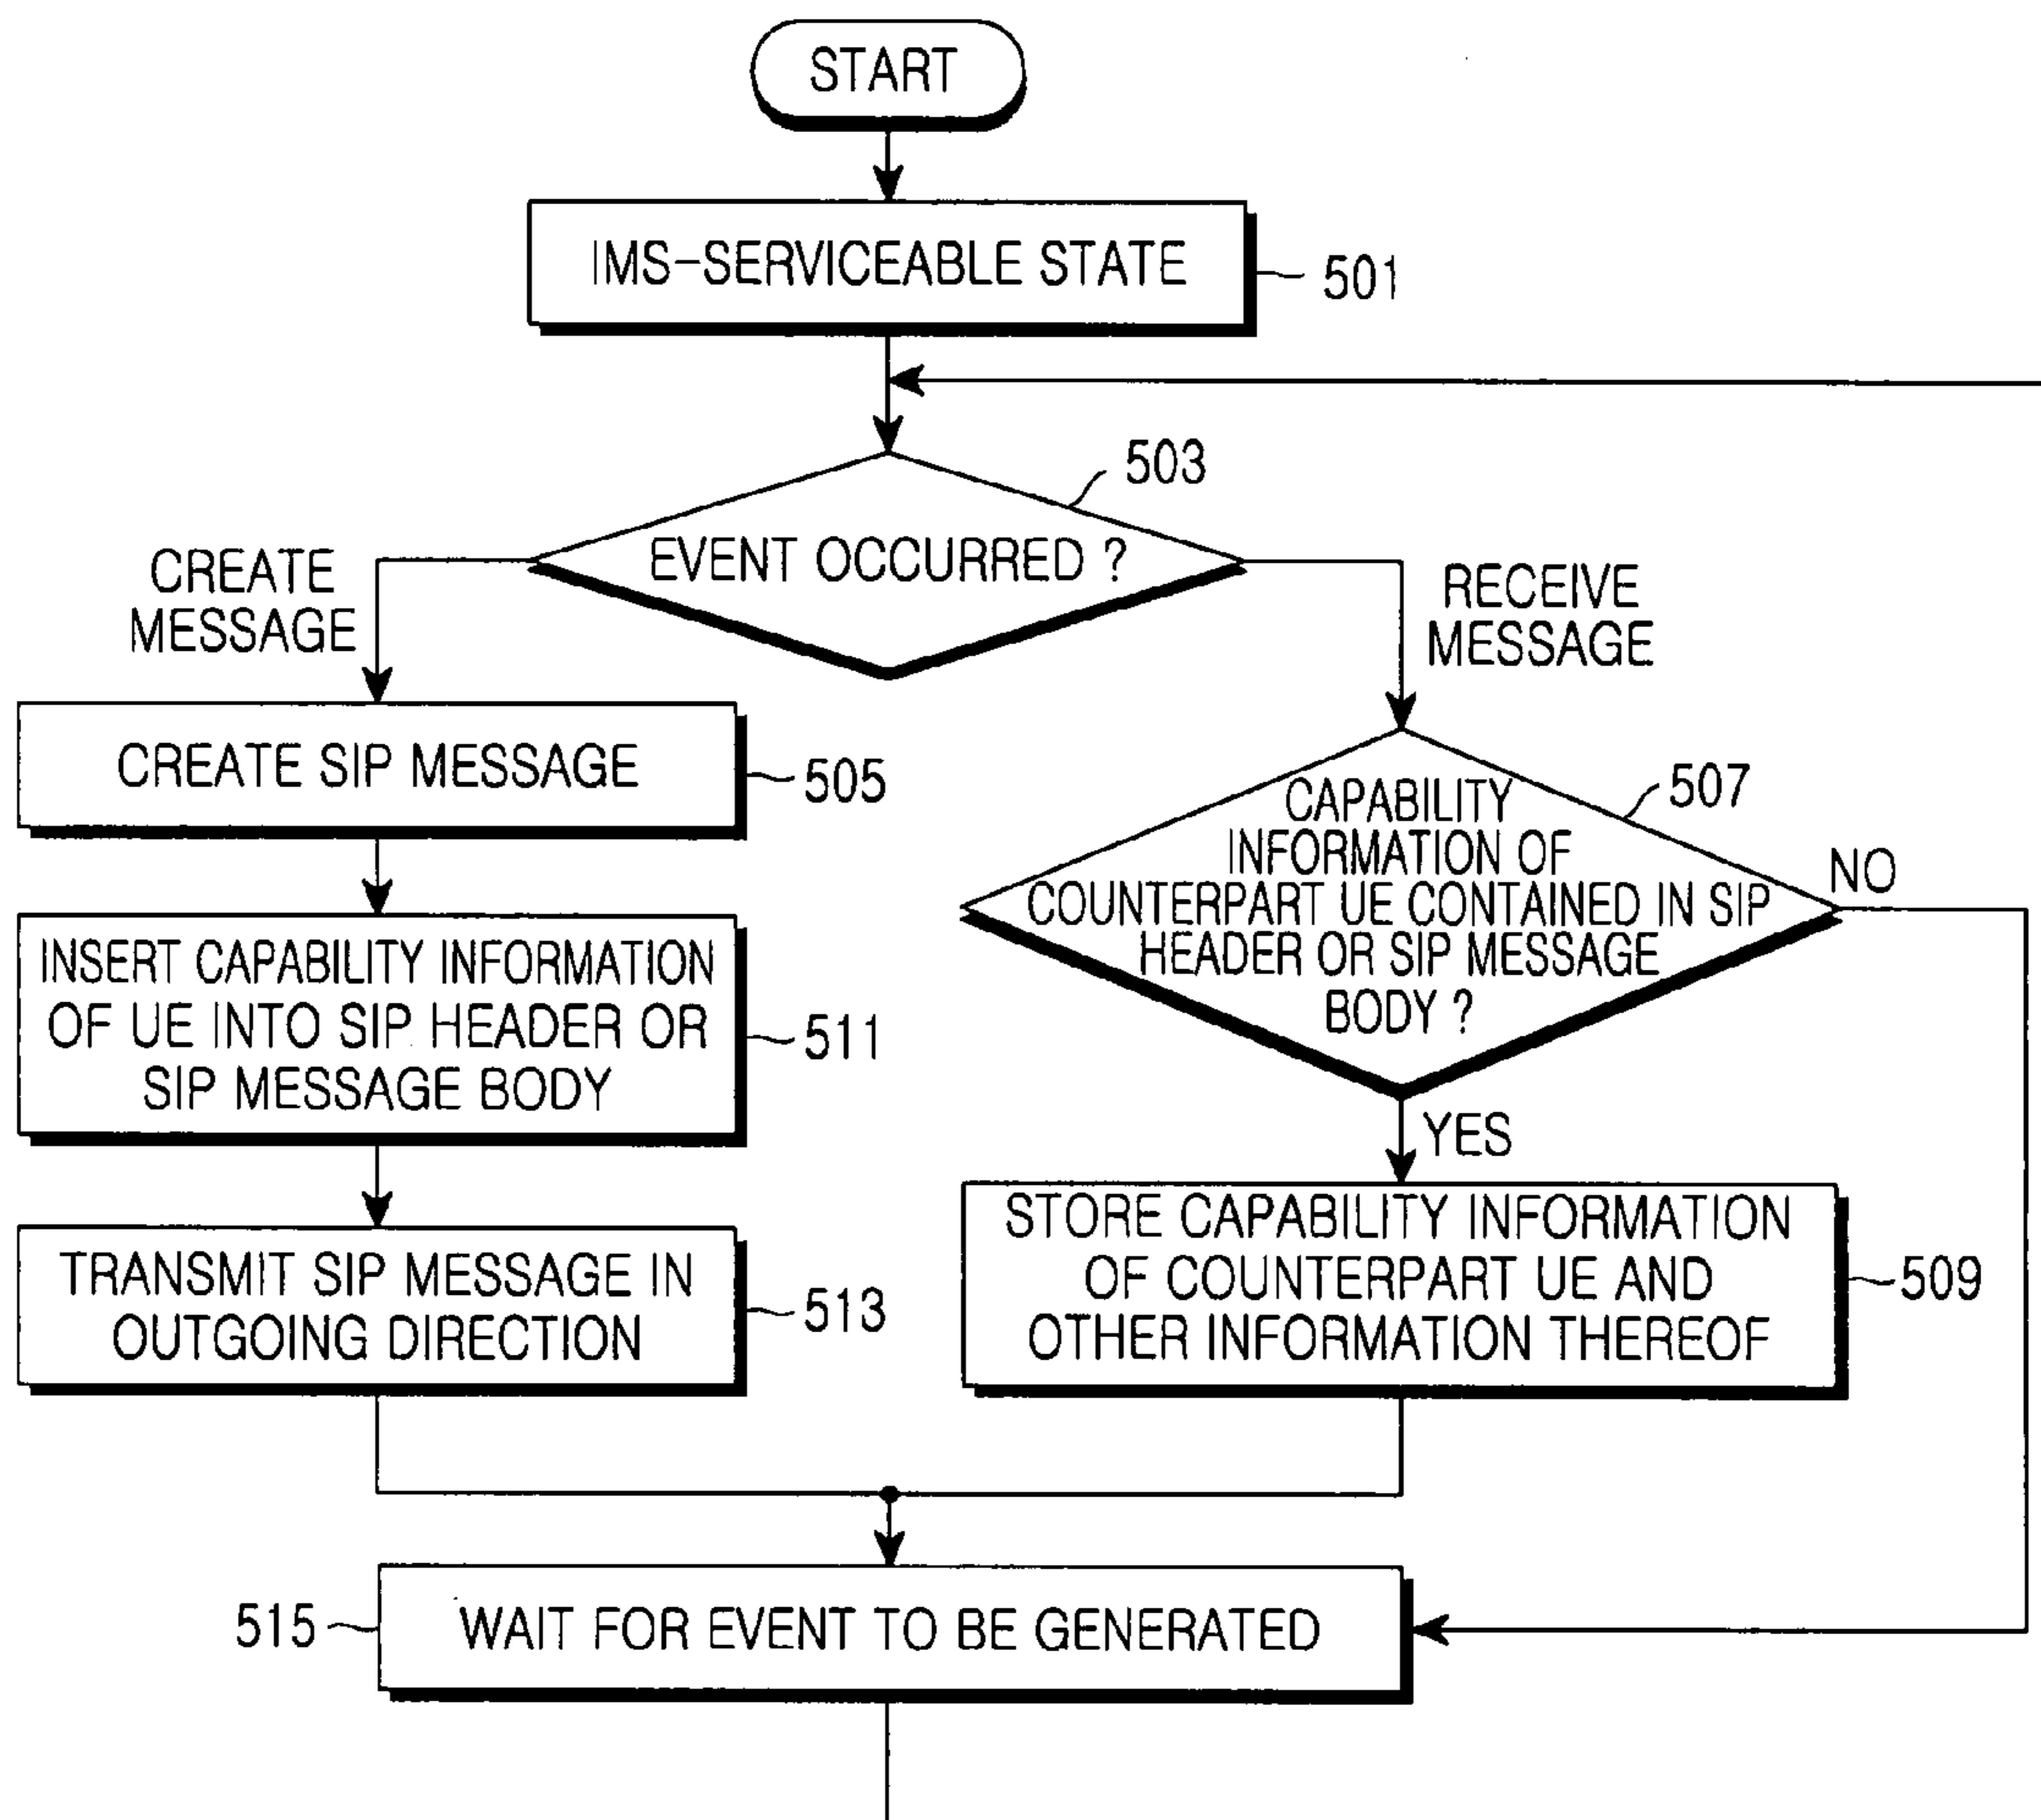 START
IMS-SERVICEABLE STATE
501
503
EVENT OCCURRED ?
CREATE
MESSAGE
RECEIVE
MESSAGE
CREATE SIP MESSAGE
505
507
CAPABILITY
INFORMATION OF
COUNTERPART UE CONTAINED IN SIP
HEADER OR SIP MESSAGE
BODY ?
NO
INSERT CAPABILITY INFORMATION
OF UE INTO SIP HEADER OR
SIP MESSAGE BODY
511
YES
TRANSMIT SIP MESSAGE IN
OUTGOING DIRECTION
513
STORE CAPABILITY INFORMATION
OF COUNTERPART UE AND
OTHER INFORMATION THEREOF
509
515
WAIT FOR EVENT TO BE GENERATED